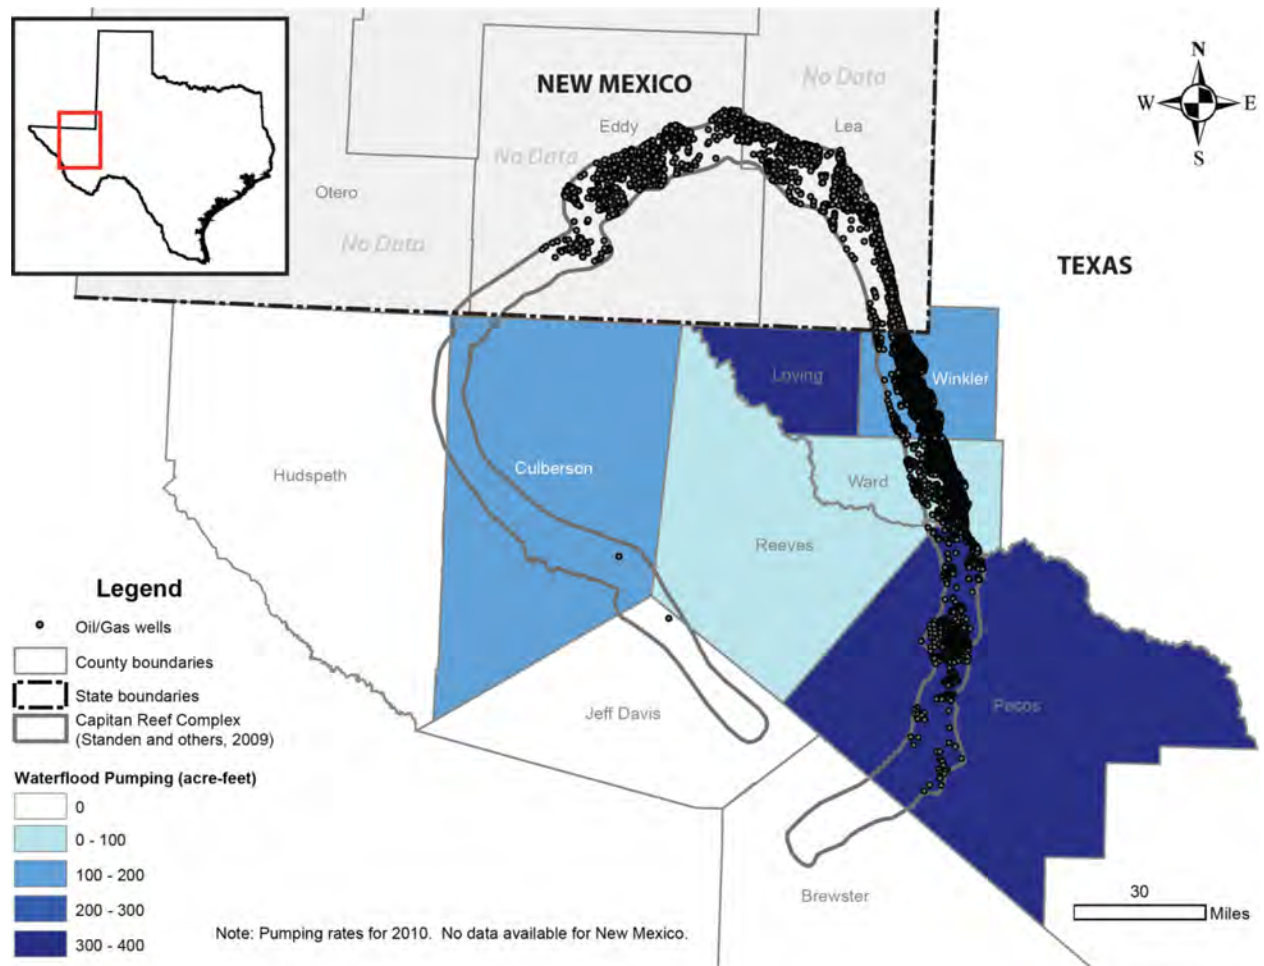 NEW MEXICO
No Data
Eddy
Lea
No Data
Otero
No Data
N
W
E
S
TEXAS
Loving
Winkler
Hudspeth
Culberson
Ward
Reeves
Jeff Davis
Pecos
Brewster
Legend
Oil/Gas wells
County boundaries
State boundaries
Capitan Reef Complex
(Standen and others, 2009)
Waterflood Pumping (acre-feet)
0
0 - 100
100 - 200
200 - 300
300 - 400
Note: Pumping rates for 2010. No data available for New Mexico.
30
Miles